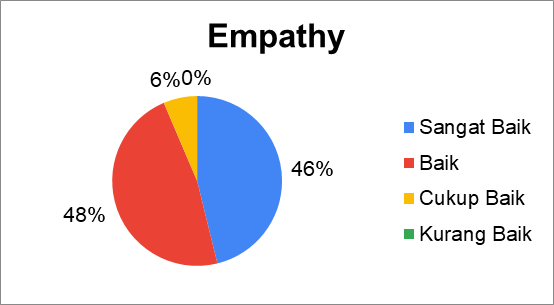 Empathy
6% 0%
46%
48%
Sangat Baik
Baik
Cukup Baik
Kurang Baik